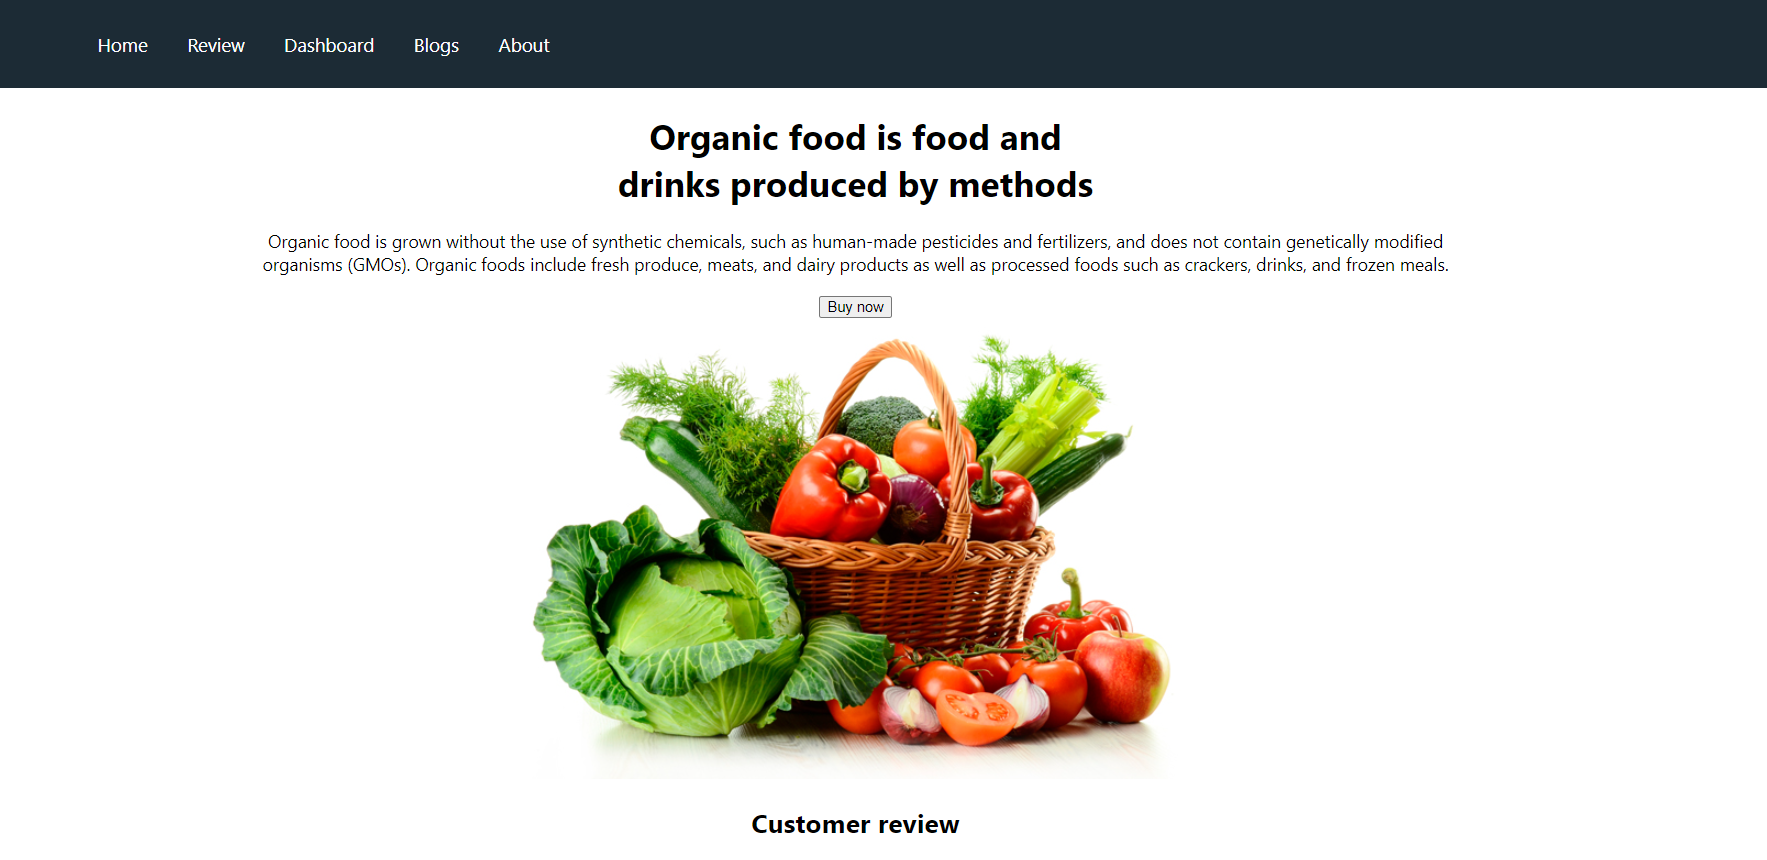 Home Review Dashboard Blogs About
Organic food is food and
drinks produced by methods
Organic food is grown without the use of synthetic chemicals, such as human-made pesticides and fertilizers, and does not contain genetically modified
organisms (GMOs). Organic foods include fresh produce, meats, and dairy products as well as processed foods such as crackers, drinks, and frozen meals.
Buy now
Customer review